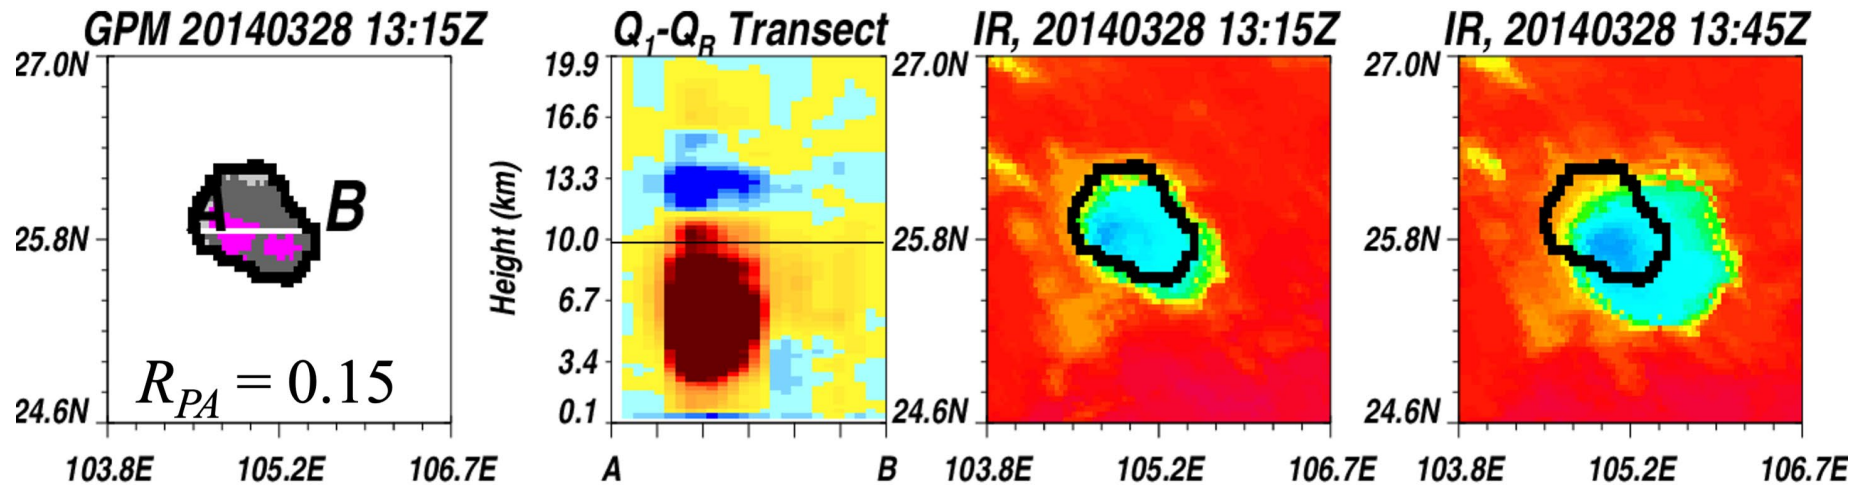 GPM 20140328 13:15Z
27.0N
25.8N
24.6N
103.8E 105.2E 106.7E
A B
R_PA = 0.15
Q1-QR Transect
Height (km)
19.9
16.6
13.3
10.0
6.7
3.4
0.1
A B
IR, 20140328 13:15Z
27.0N
25.8N
24.6N
103.8E 105.2E 106.7E
IR, 20140328 13:45Z
27.0N
25.8N
24.6N
103.8E 105.2E 106.7E